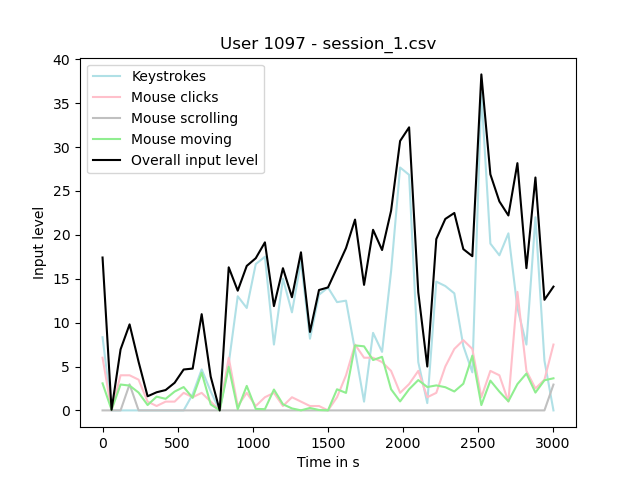 User 1097 - session_1.csv
Keystrokes
Mouse clicks
Mouse scrolling
Mouse moving
Overall input level
Input level
40
35
30
25
20
15
10
5
0
0 500 1000 1500 2000 2500 3000
Time in s